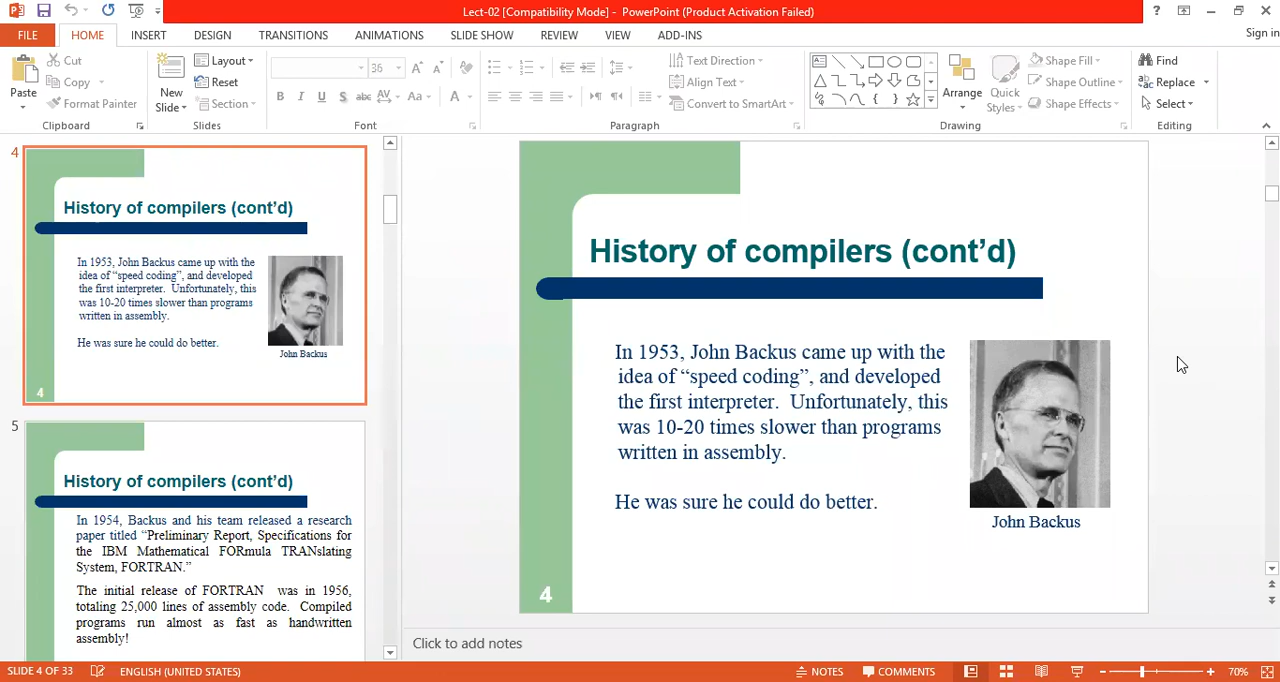 Lect-02 [Compatibility Mode] - PowerPoint (Product Activation Failed)
?
FILE HOME INSERT DESIGN TRANSITIONS ANIMATIONS SLIDE SHOW REVIEW VIEW ADD-INS
Sign in
Paste
Cut
Copy
Format Painter
Clipboard
New
Slide
Layout
Reset
Section
Slides
36
B I U S abc AV Aa A
Font
Text Direction
Align Text
Convert to SmartArt
Paragraph
Arrange
Quick
Styles
Shape Fill
Shape Outline
Shape Effects
Drawing
Find
Replace
Select
Editing
4
History of compilers (cont’d)
In 1953, John Backus came up with the
idea of “speed coding”, and developed
the first interpreter. Unfortunately, this
was 10-20 times slower than programs
written in assembly.
He was sure he could do better.
John Backus
4
5
History of compilers (cont’d)
In 1954, Backus and his team released a research
paper titled “Preliminary Report, Specifications for
the IBM Mathematical FORmula TRANslating
System, FORTRAN.”
The initial release of FORTRAN was in 1956,
totaling 25,000 lines of assembly code. Compiled
programs run almost as fast as handwritten
assembly!
History of compilers (cont’d)
In 1953, John Backus came up with the
idea of “speed coding”, and developed
the first interpreter. Unfortunately, this
was 10-20 times slower than programs
written in assembly.
He was sure he could do better.
John Backus
4
Click to add notes
SLIDE 4 OF 33 ENGLISH (UNITED STATES) NOTES COMMENTS 70%